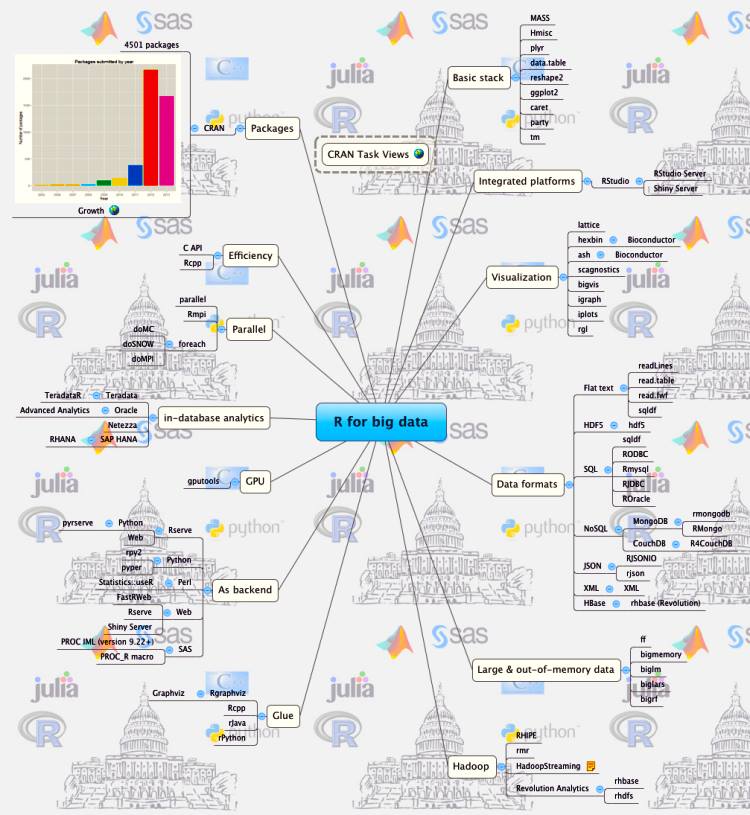 R for big data
CRAN Task Views
Packages
CRAN
4501 packages
Packages submitted by year
Number of packages
Year
Growth
Efficiency
C API
Rcpp
Parallel
parallel
Rmpi
foreach
doMC
doSNOW
doMPI
in-database analytics
Teradata
TeradataR
Oracle
Advanced Analytics
Netezza
SAP HANA
RHANA
GPU
gputools
As backend
Rserve
Python
pyrserve
Web
Python
rpy2
pyper
Perl
Statistics::useR
Web
FastRWeb
Rserve
Shiny Server
SAS
PROC IML (version 9.22+)
PROC_R macro
Glue
Rgraphviz
Graphviz
Rcpp
rJava
rPython
Basic stack
MASS
Hmisc
plyr
data.table
reshape2
ggplot2
caret
party
tm
Integrated platforms
RStudio
RStudio Server
Shiny Server
Visualization
lattice
hexbin
Bioconductor
ash
Bioconductor
scagnostics
bigvis
igraph
iplots
rgl
Data formats
Flat text
readLines
read.table
read.fwf
sqldf
HDF5
hdf5
SQL
sqldf
RODBC
Rmysql
RJDBC
ROracle
NoSQL
MongoDB
rmongodb
RMongo
CouchDB
R4CouchDB
JSON
RJSONIO
rjson
XML
XML
HBase
rhbase (Revolution)
Large & out-of-memory data
ff
bigmemory
biglm
biglars
bigrf
Hadoop
RHIPE
rmr
HadoopStreaming
Revolution Analytics
rhbase
rhdfs
sas
julia
python
R
C++